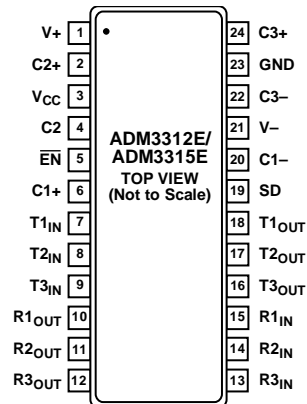 V+ 1 24 C3+
C2+ 2 23 GND
VCC 3 22 C3–
C2 4 21 V–
EN 5 20 C1–
C1+ 6 19 SD
T1IN 7 18 T1OUT
T2IN 8 17 T2OUT
T3IN 9 16 T3OUT
R1OUT 10 15 R1IN
R2OUT 11 14 R2IN
R3OUT 12 13 R3IN
ADM3312E/
ADM3315E
TOP VIEW
(Not to Scale)